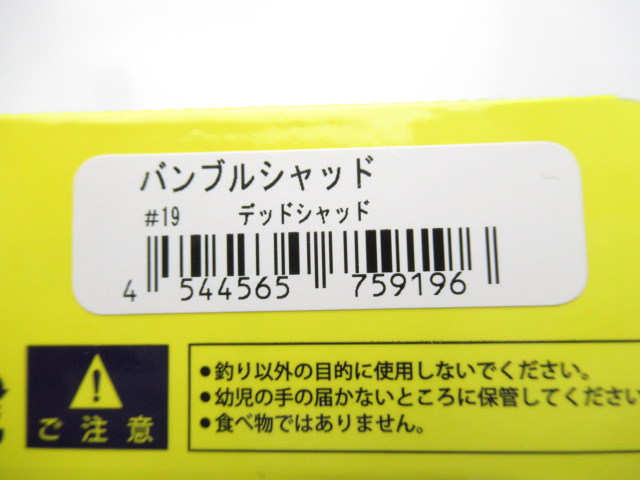 バンブルシャッド
#19 デッドシャッド
4 544565 759196
ご注意
●釣り以外の目的に使用しないでください。
●幼児の手の届かないところに保管してください
●食べ物ではありません。